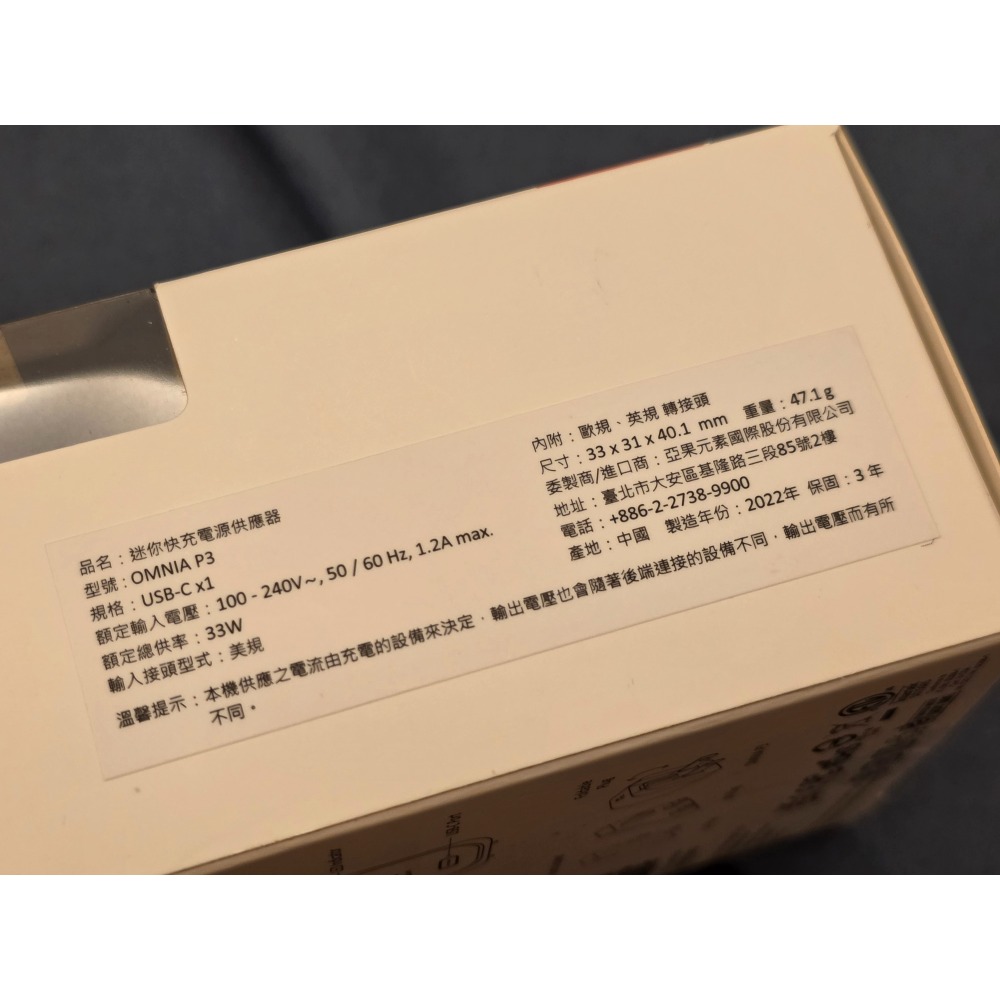 品名：迷你快充電源供應器
型號：OMNIA P3
規格：USB-C x1
額定輸入電壓：100 - 240V~, 50 / 60 Hz, 1.2A max.
額定總供率：33W
輸入接頭型式：美規
溫馨提示：本機供應之電流由充電的設備來決定．輸出電壓也會隨著後端連接的設備不同．輸出電壓而有所
不同。
內附：歐規、英規 轉接頭
尺寸：33 x 31 x 40.1 mm 重量：47.1 g
委製商/進口商：亞果元素國際股份有限公司
地址：臺北市大安區基隆路三段85號2樓
電話：+886-2-2738-9900
產地：中國 製造年份：2022年 保固：3 年